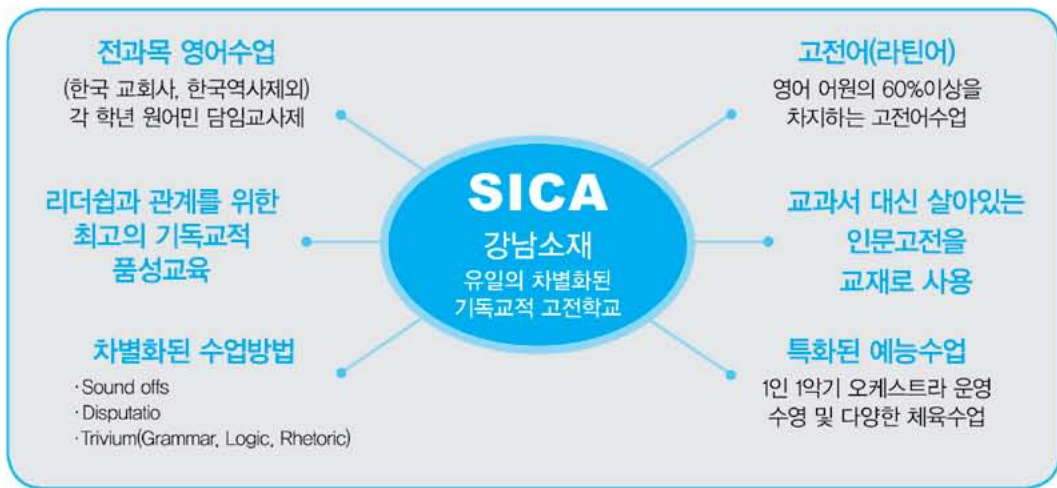 전과목 영어수업
(한국 교회사, 한국역사제외)
각 학년 원어민 담임교사제
고전어(라틴어)
영어 어원의 60%이상을
차지하는 고전어수업
리더쉽과 관계를 위한
최고의 기독교적
품성교육
SICA
강남소재
유일의 차별화된
기독교적 고전학교
교과서 대신 살아있는
인문고전을
교재로 사용
차별화된 수업방법
·Sound offs
·Disputatio
·Trivium(Grammar, Logic, Rhetoric)
특화된 예능수업
1인 1악기 오케스트라 운영
수영 및 다양한 체육수업